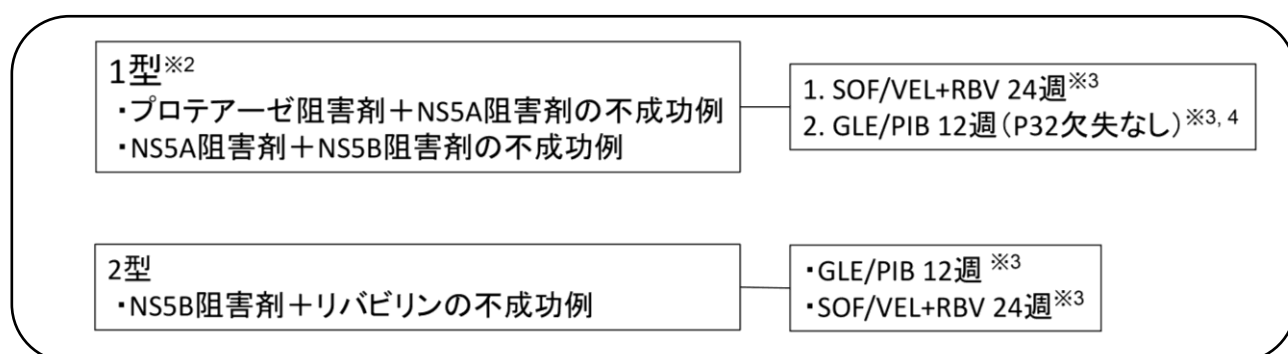 1型※2
・プロテアーゼ阻害剤＋NS5A阻害剤の不成功例
・NS5A阻害剤＋NS5B阻害剤の不成功例
1. SOF/VEL+RBV 24週※3
2. GLE/PIB 12週（P32欠失なし）※3, 4
2型
・NS5B阻害剤＋リバビリンの不成功例
・GLE/PIB 12週 ※3
・SOF/VEL+RBV 24週※3